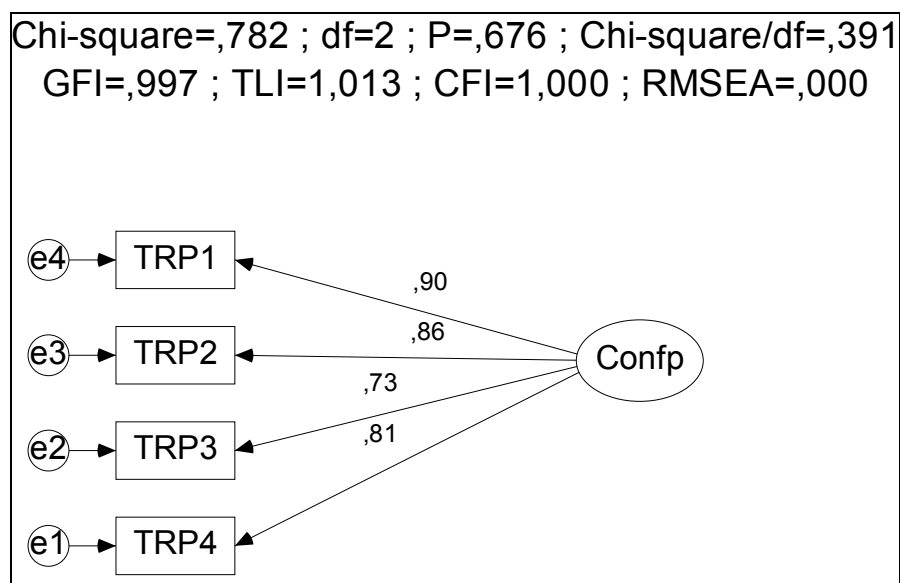 Chi-square=,782 ; df=2 ; P=,676 ; Chi-square/df=,391
GFI=,997 ; TLI=1,013 ; CFI=1,000 ; RMSEA=,000
e4 TRP1
,90
e3 TRP2 ,86 Confp
,73
e2 TRP3 ,81
e1 TRP4